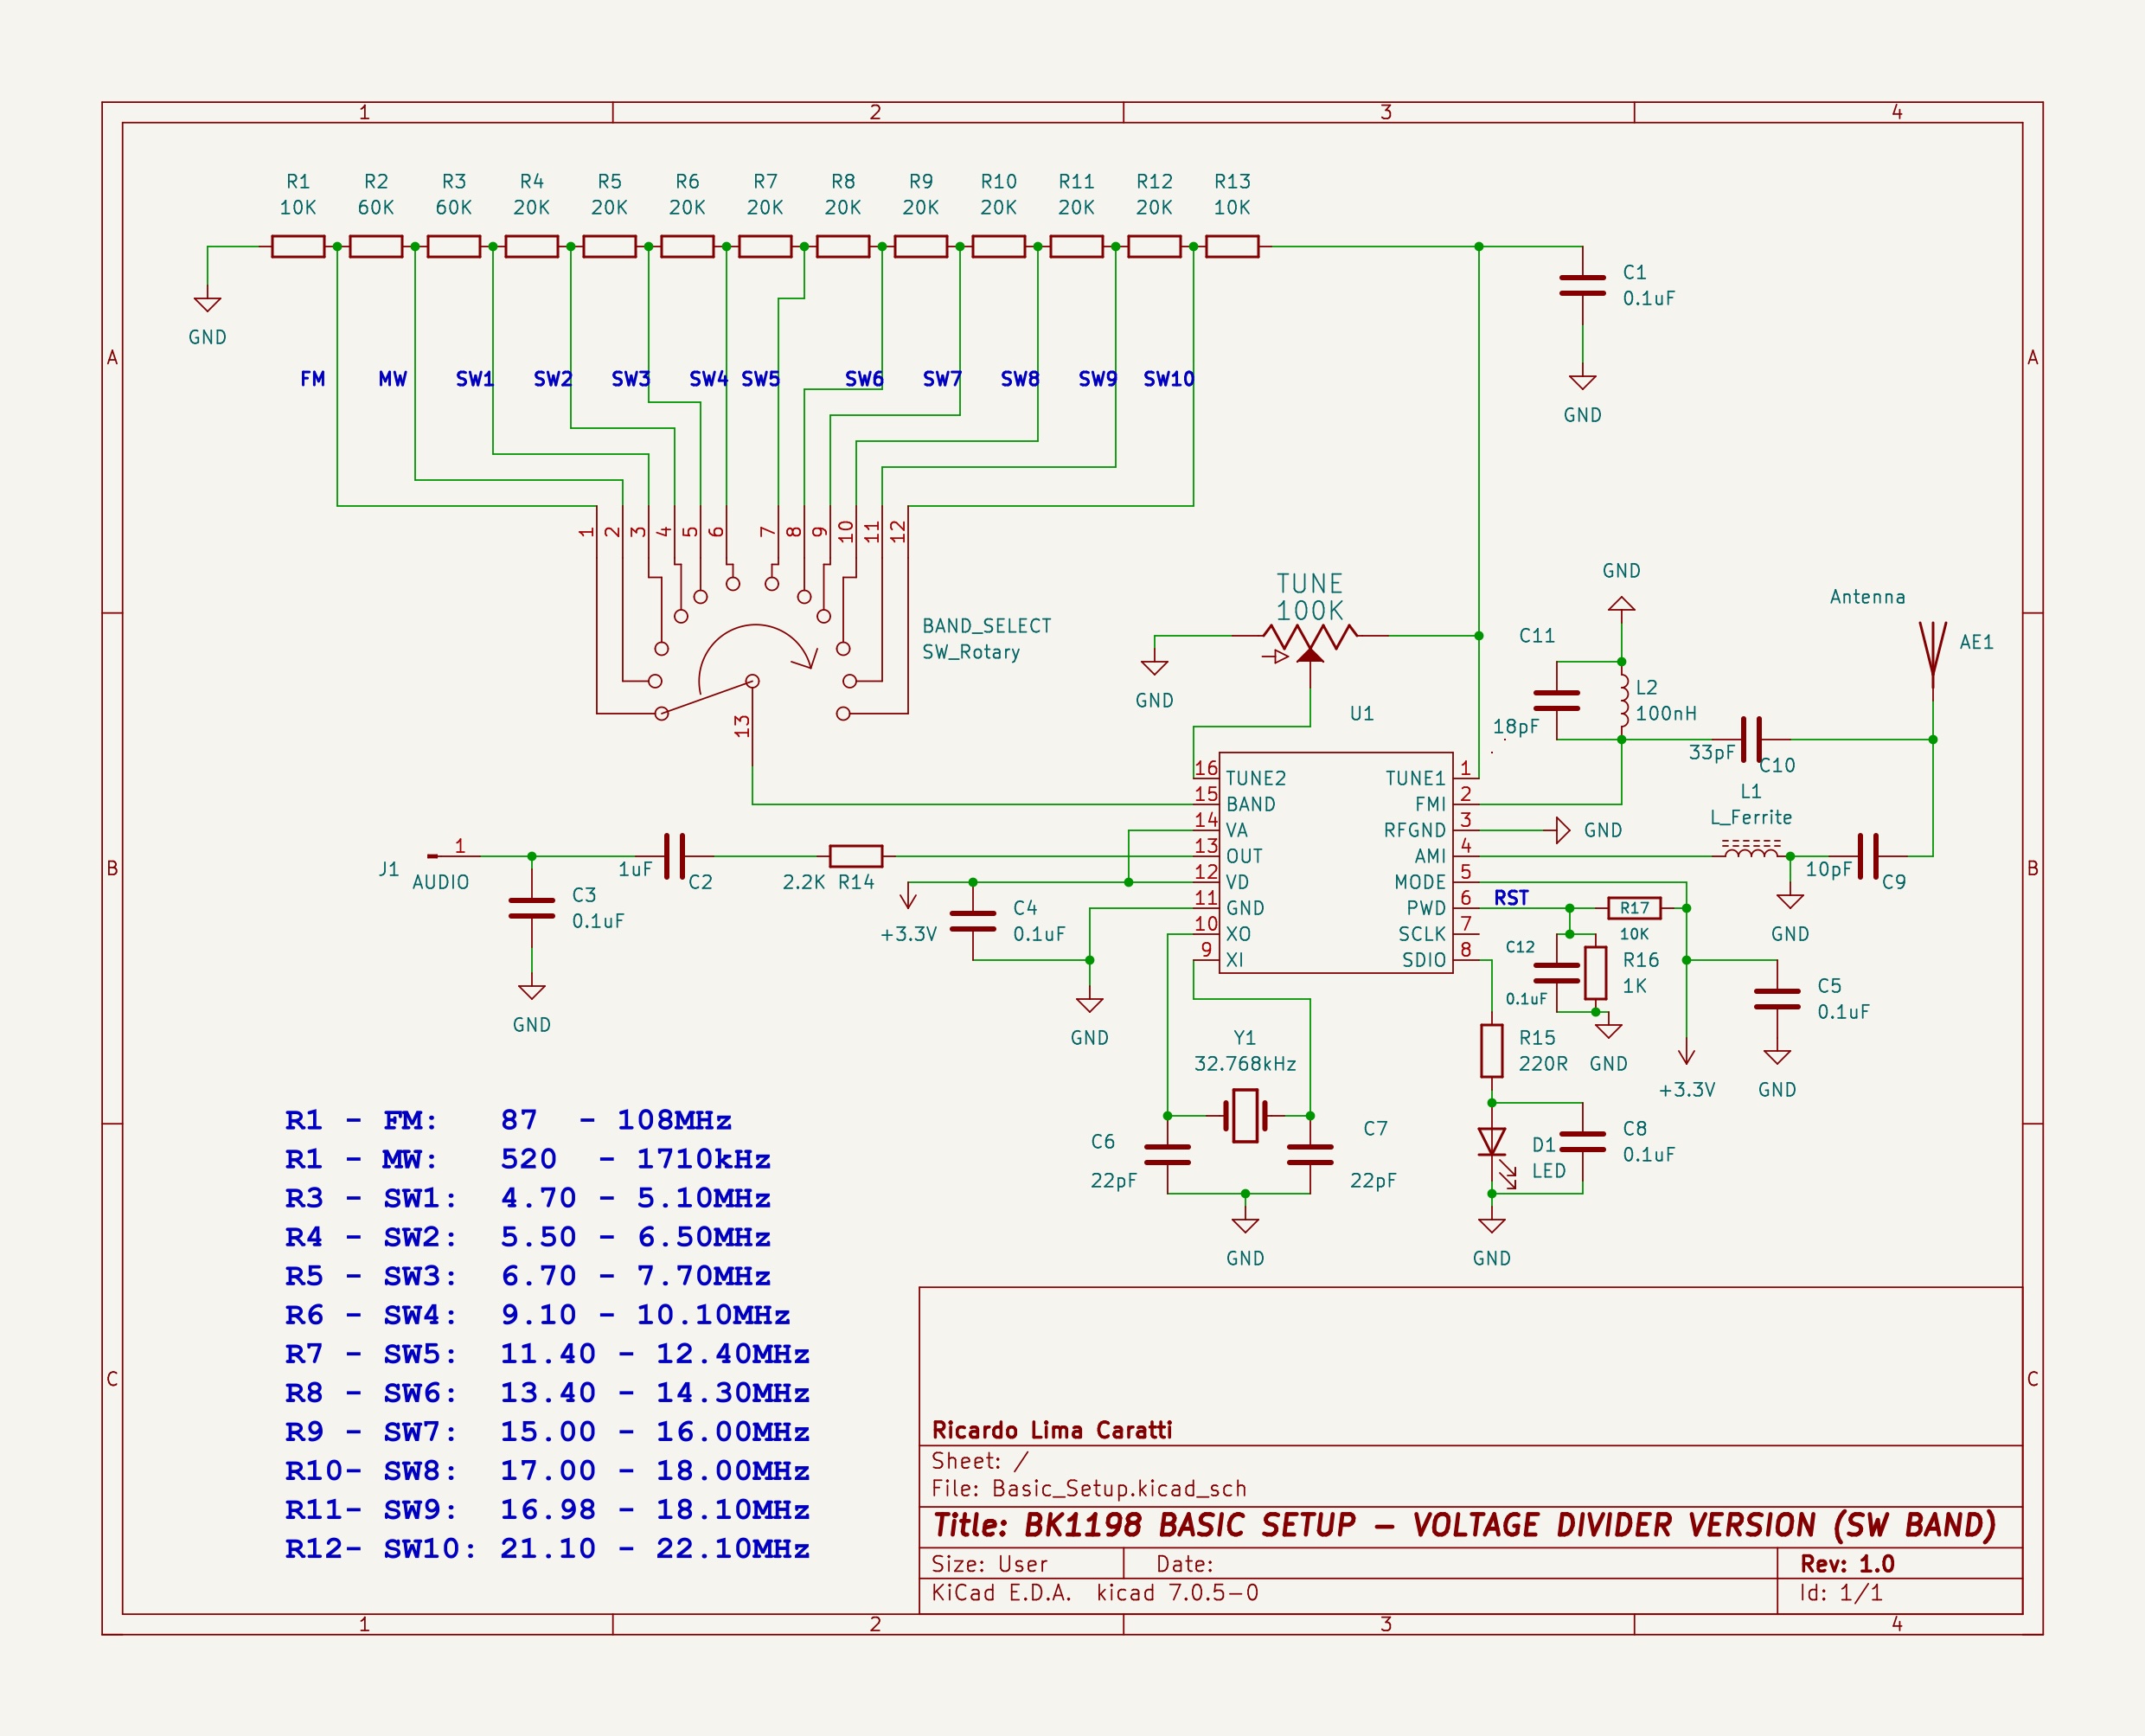 1 2 3 4
R1 R2 R3 R4 R5 R6 R7 R8 R9 R10 R11 R12 R13
10K 60K 60K 20K 20K 20K 20K 20K 20K 20K 20K 20K 10K
C1
0.1uF
GND
A A
FM MW SW1 SW2 SW3 SW4 SW5 SW6 SW7 SW8 SW9 SW10
GND
1 2 3 4 5 6 7 8 9 10 11 12
13
BAND_SELECT
SW_Rotary
TUNE
100K
GND
GND
Antenna
AE1
C11
18pF
L2
100nH
33pF
C10
L1
L_Ferrite
U1
16 TUNE2 TUNE1 1
15 BAND FMI 2
14 VA RFGND 3
13 OUT AMI 4
12 VD MODE 5
11 GND PWD 6
10 XO SCLK 7
9 XI SDIO 8
GND
B B
J1
1
AUDIO
1uF
C2
2.2K R14
10pF
C9
GND
C3
0.1uF
GND
+3.3V
C4
0.1uF
GND
RST
R17
10K
C12
0.1uF
R16
1K
GND
C5
0.1uF
GND
+3.3V
Y1
32.768kHz
R15
220R
C6
22pF
C7
22pF
GND
D1
LED
C8
0.1uF
GND
R1 - FM: 87 - 108MHz
R1 - MW: 520 - 1710kHz
R3 - SW1: 4.70 - 5.10MHz
R4 - SW2: 5.50 - 6.50MHz
R5 - SW3: 6.70 - 7.70MHz
R6 - SW4: 9.10 - 10.10MHz
R7 - SW5: 11.40 - 12.40MHz
R8 - SW6: 13.40 - 14.30MHz
R9 - SW7: 15.00 - 16.00MHz
R10- SW8: 17.00 - 18.00MHz
R11- SW9: 16.98 - 18.10MHz
R12- SW10: 21.10 - 22.10MHz
C C
Ricardo Lima Caratti
Sheet: /
File: Basic_Setup.kicad_sch
Title: BK1198 BASIC SETUP – VOLTAGE DIVIDER VERSION (SW BAND)
Size: User Date: Rev: 1.0
KiCad E.D.A. kicad 7.0.5-0 Id: 1/1
1 2 3 4